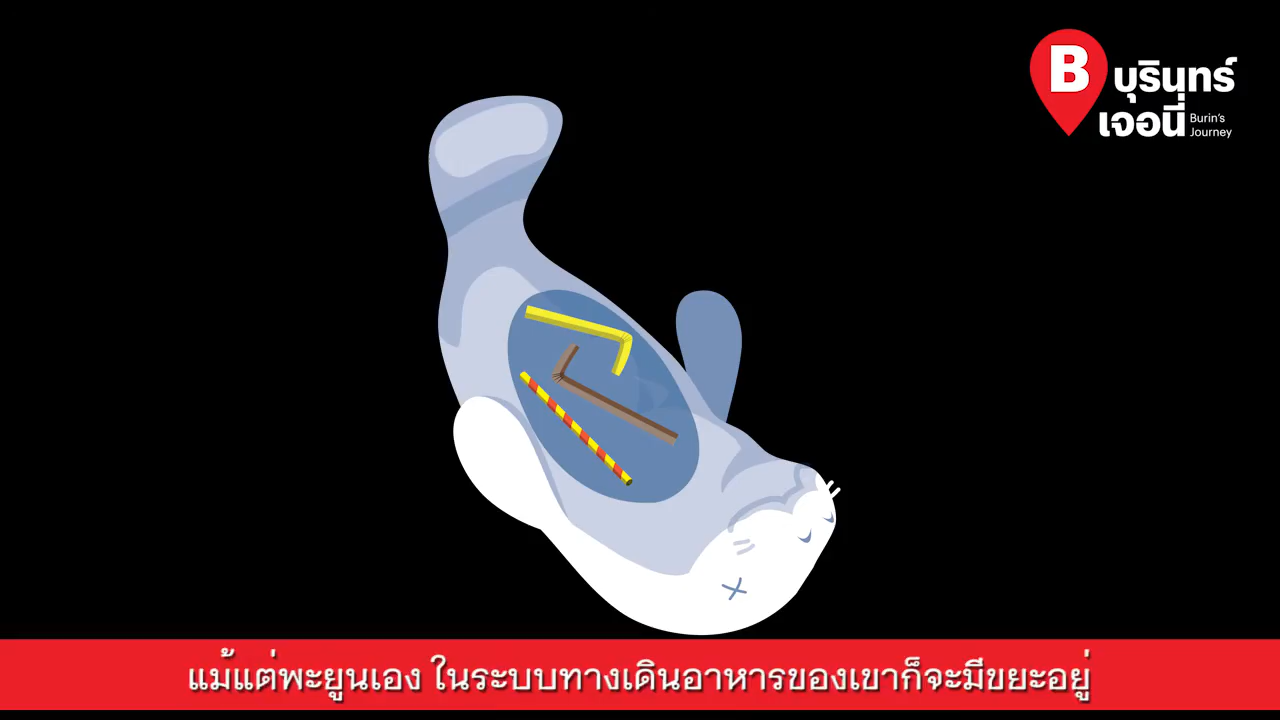 B
บุรินทร์
เจอนี่
Burin's
Journey
แม้แต่พะยูนเอง ในระบบทางเดินอาหารของเขาก็จะมีขยะอยู่